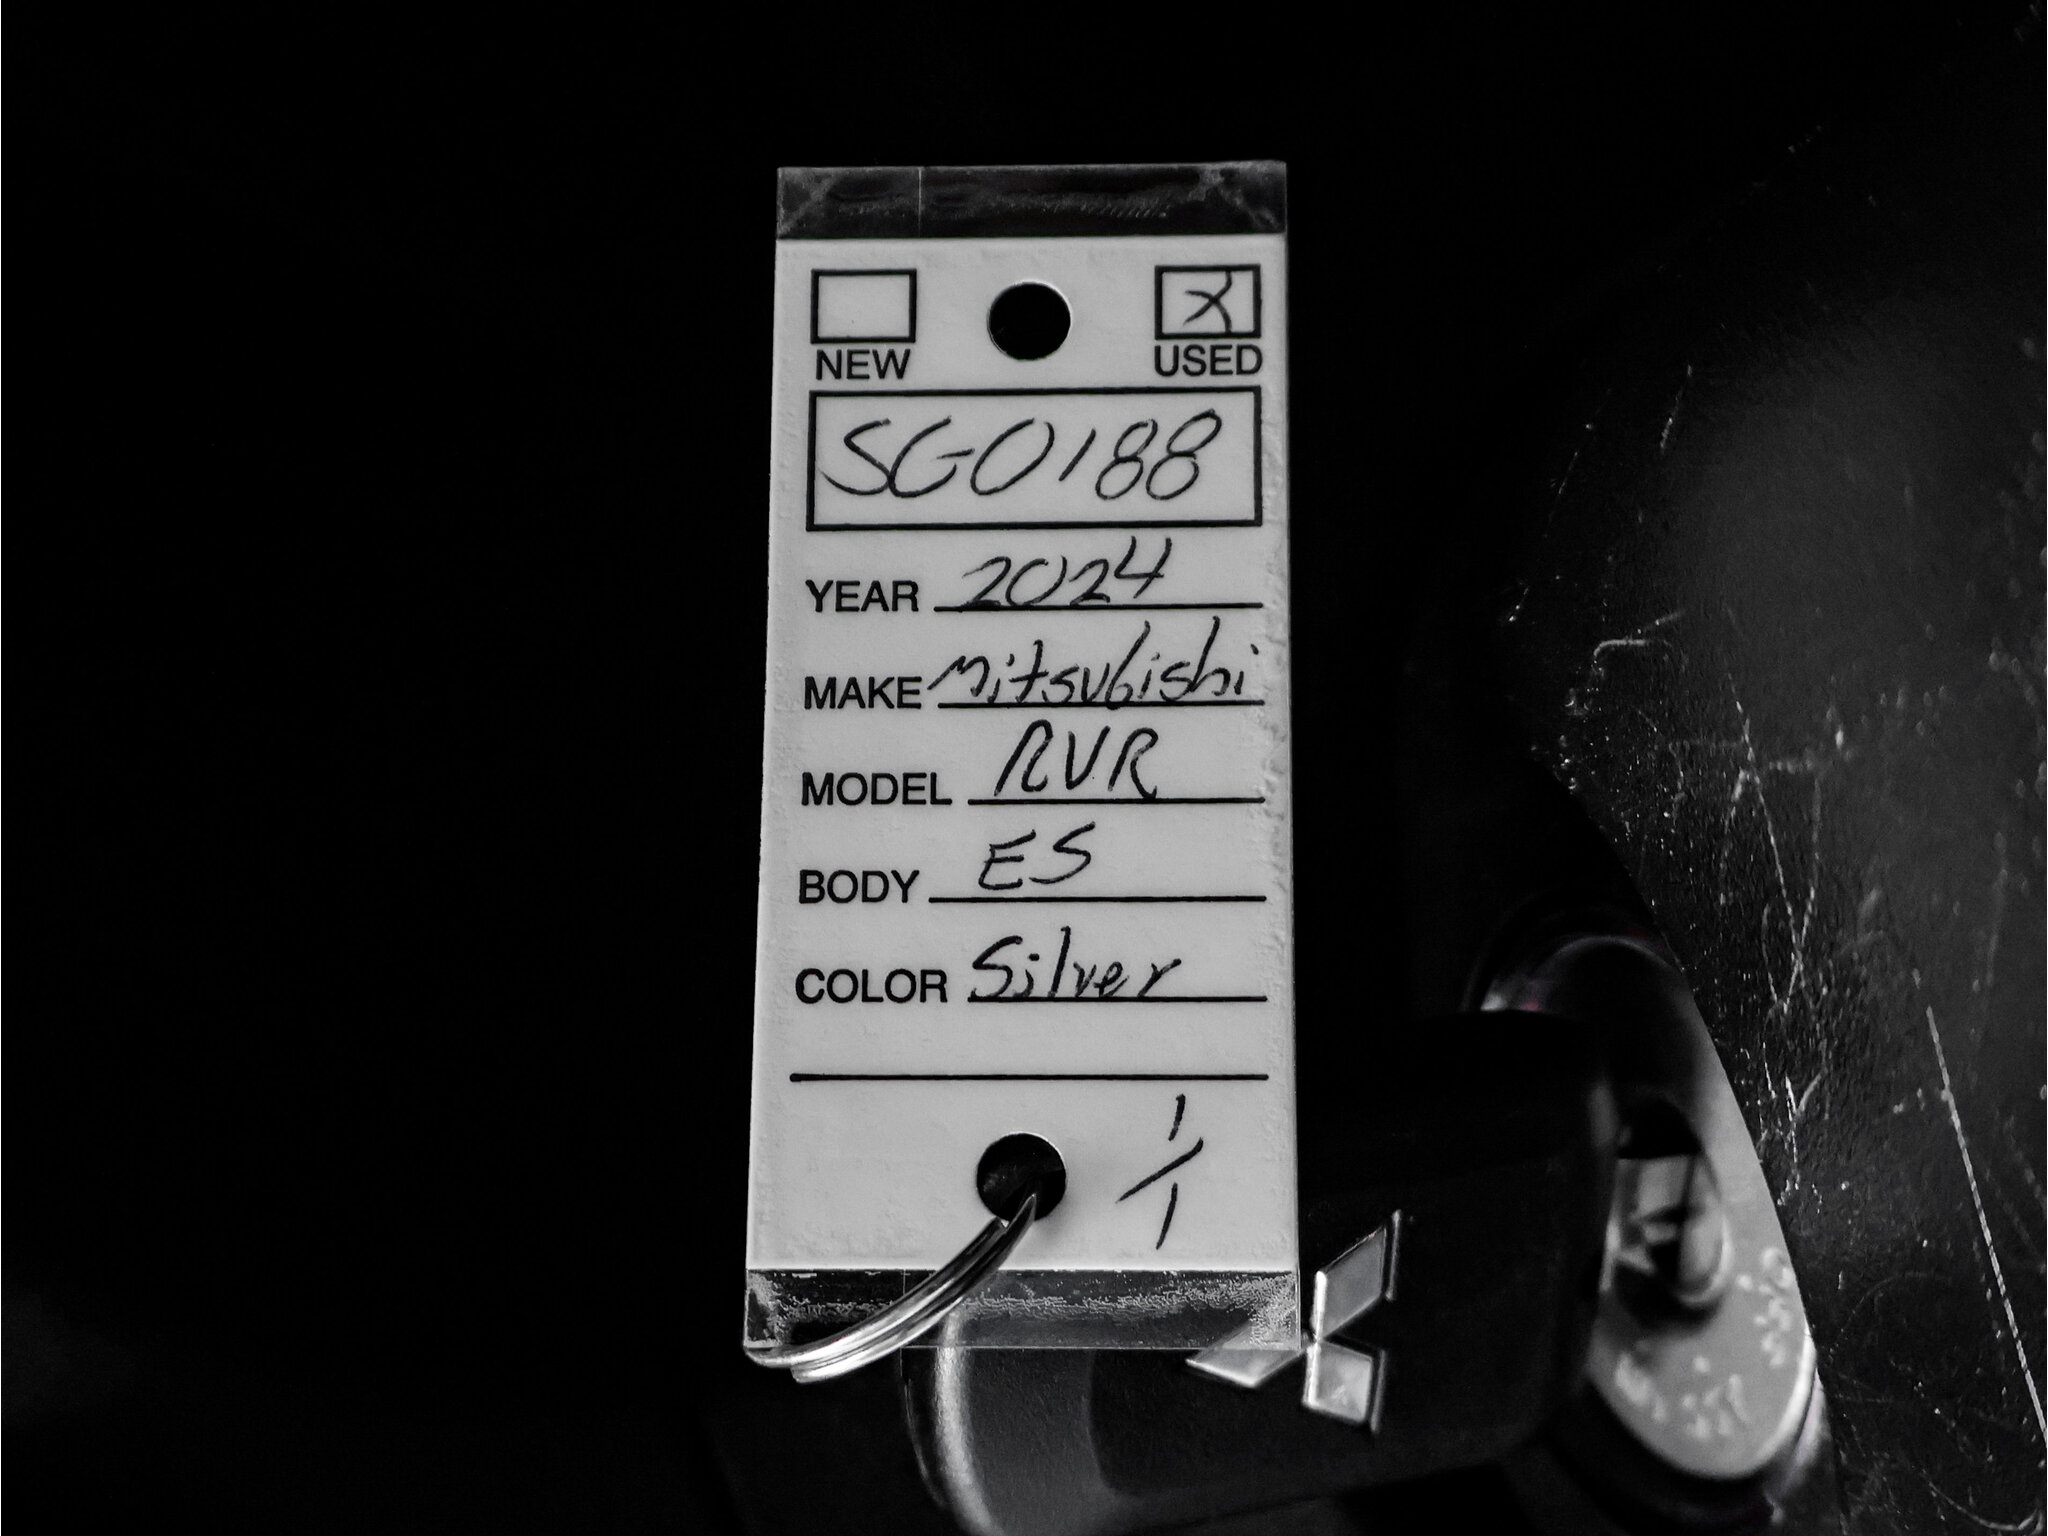 NEW USED
SG0188
YEAR 2024
MAKE Mitsubishi
MODEL RVR
BODY ES
COLOR Silver
1/1